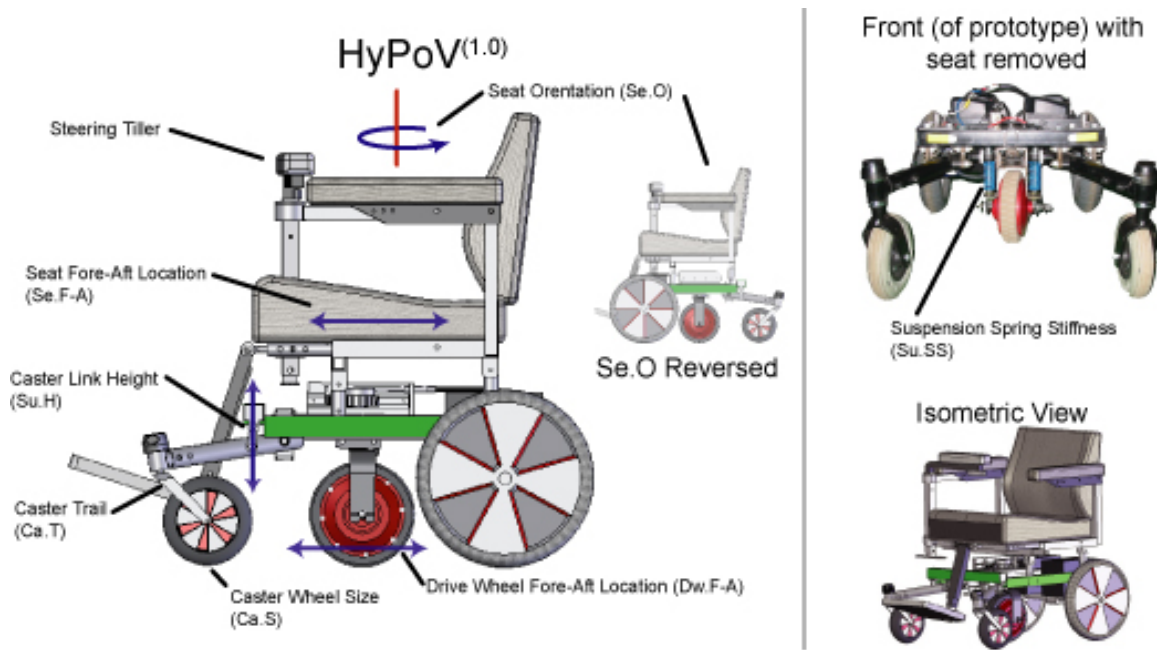 HyPoV(1.0)
Seat Orentation (Se.O)
Steering Tiller
Seat Fore-Aft Location
(Se.F-A)
Caster Link Height
(Su.H)
Caster Trail
(Ca.T)
Caster Wheel Size
(Ca.S)
Drive Wheel Fore-Aft Location (Dw.F-A)
Se.O Reversed
Front (of prototype) with
seat removed
Suspension Spring Stiffness
(Su.SS)
Isometric View